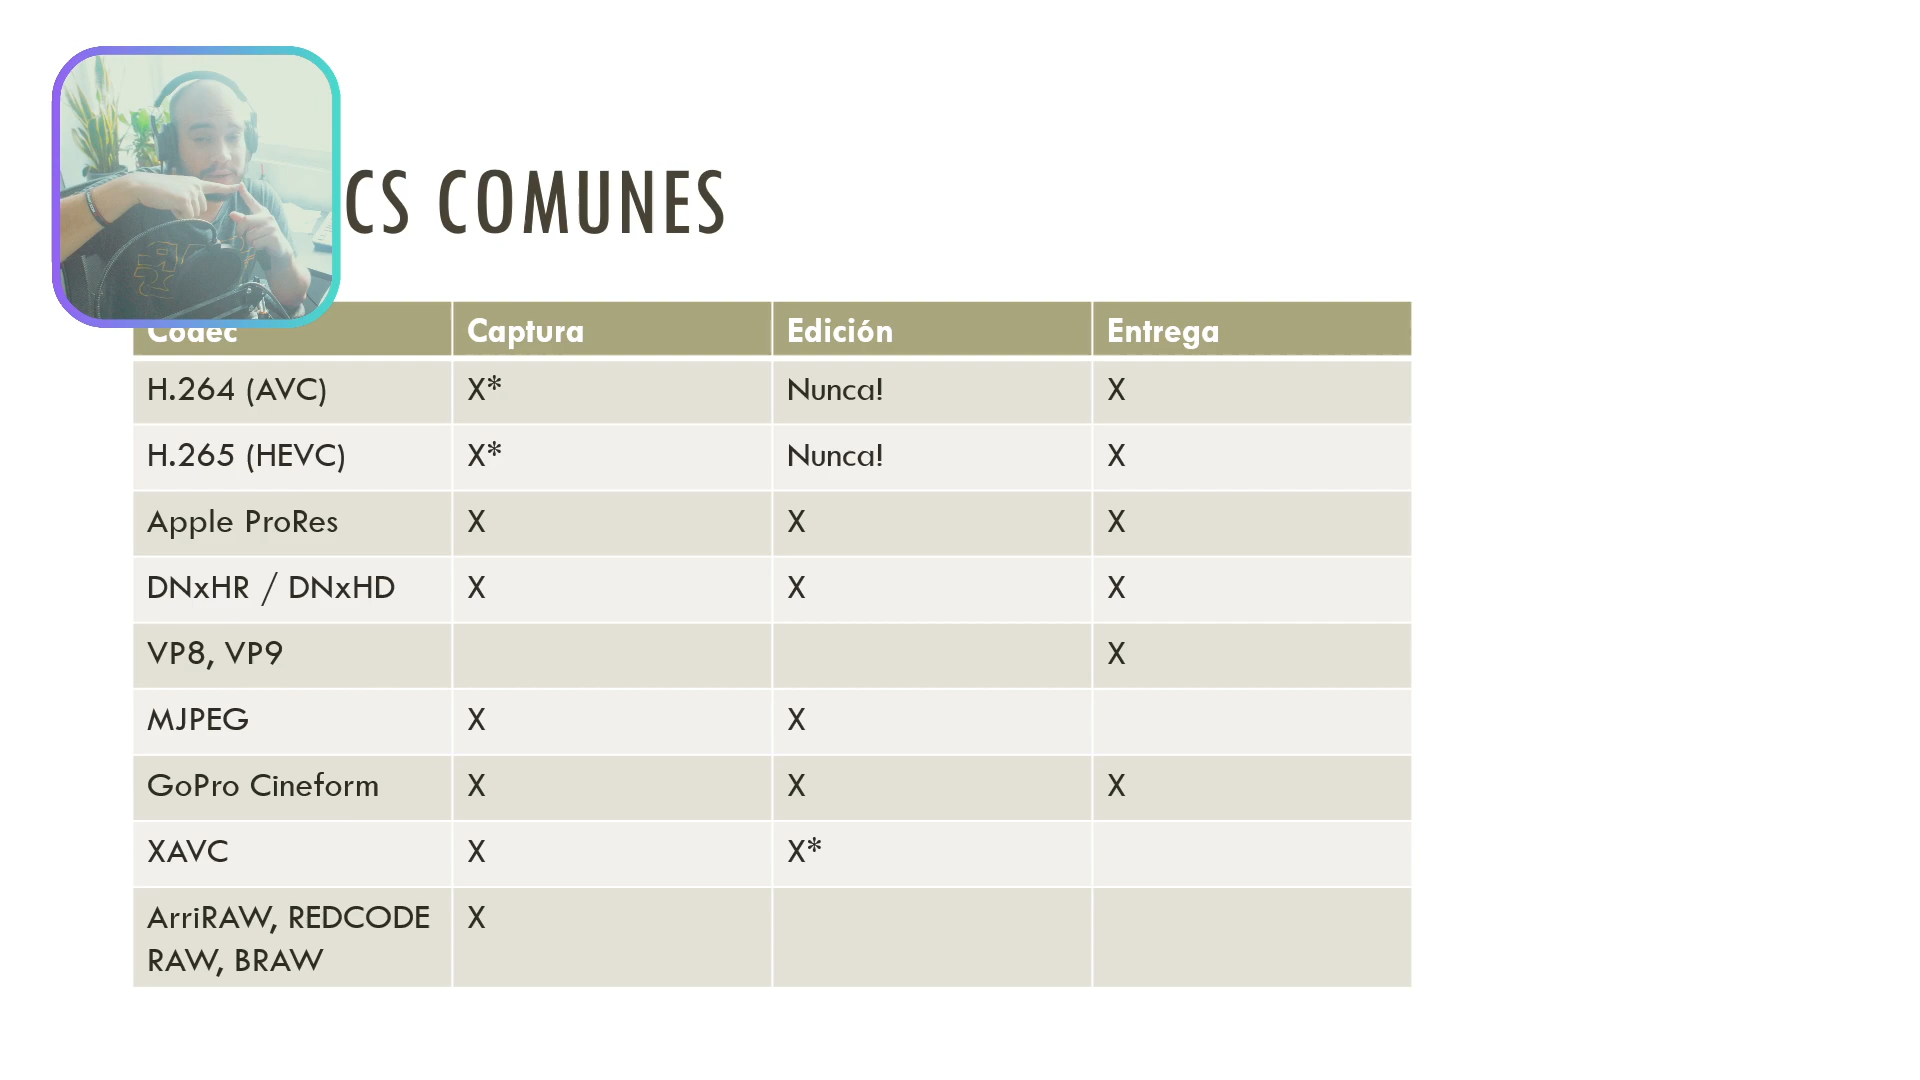 CS COMUNES
Codec Captura Edición Entrega
H.264 (AVC) X* Nunca! X
H.265 (HEVC) X* Nunca! X
Apple ProRes X X X
DNxHR / DNxHD X X X
VP8, VP9 X
MJPEG X X
GoPro Cineform X X X
XAVC X X*
ArriRAW, REDCODE X
RAW, BRAW